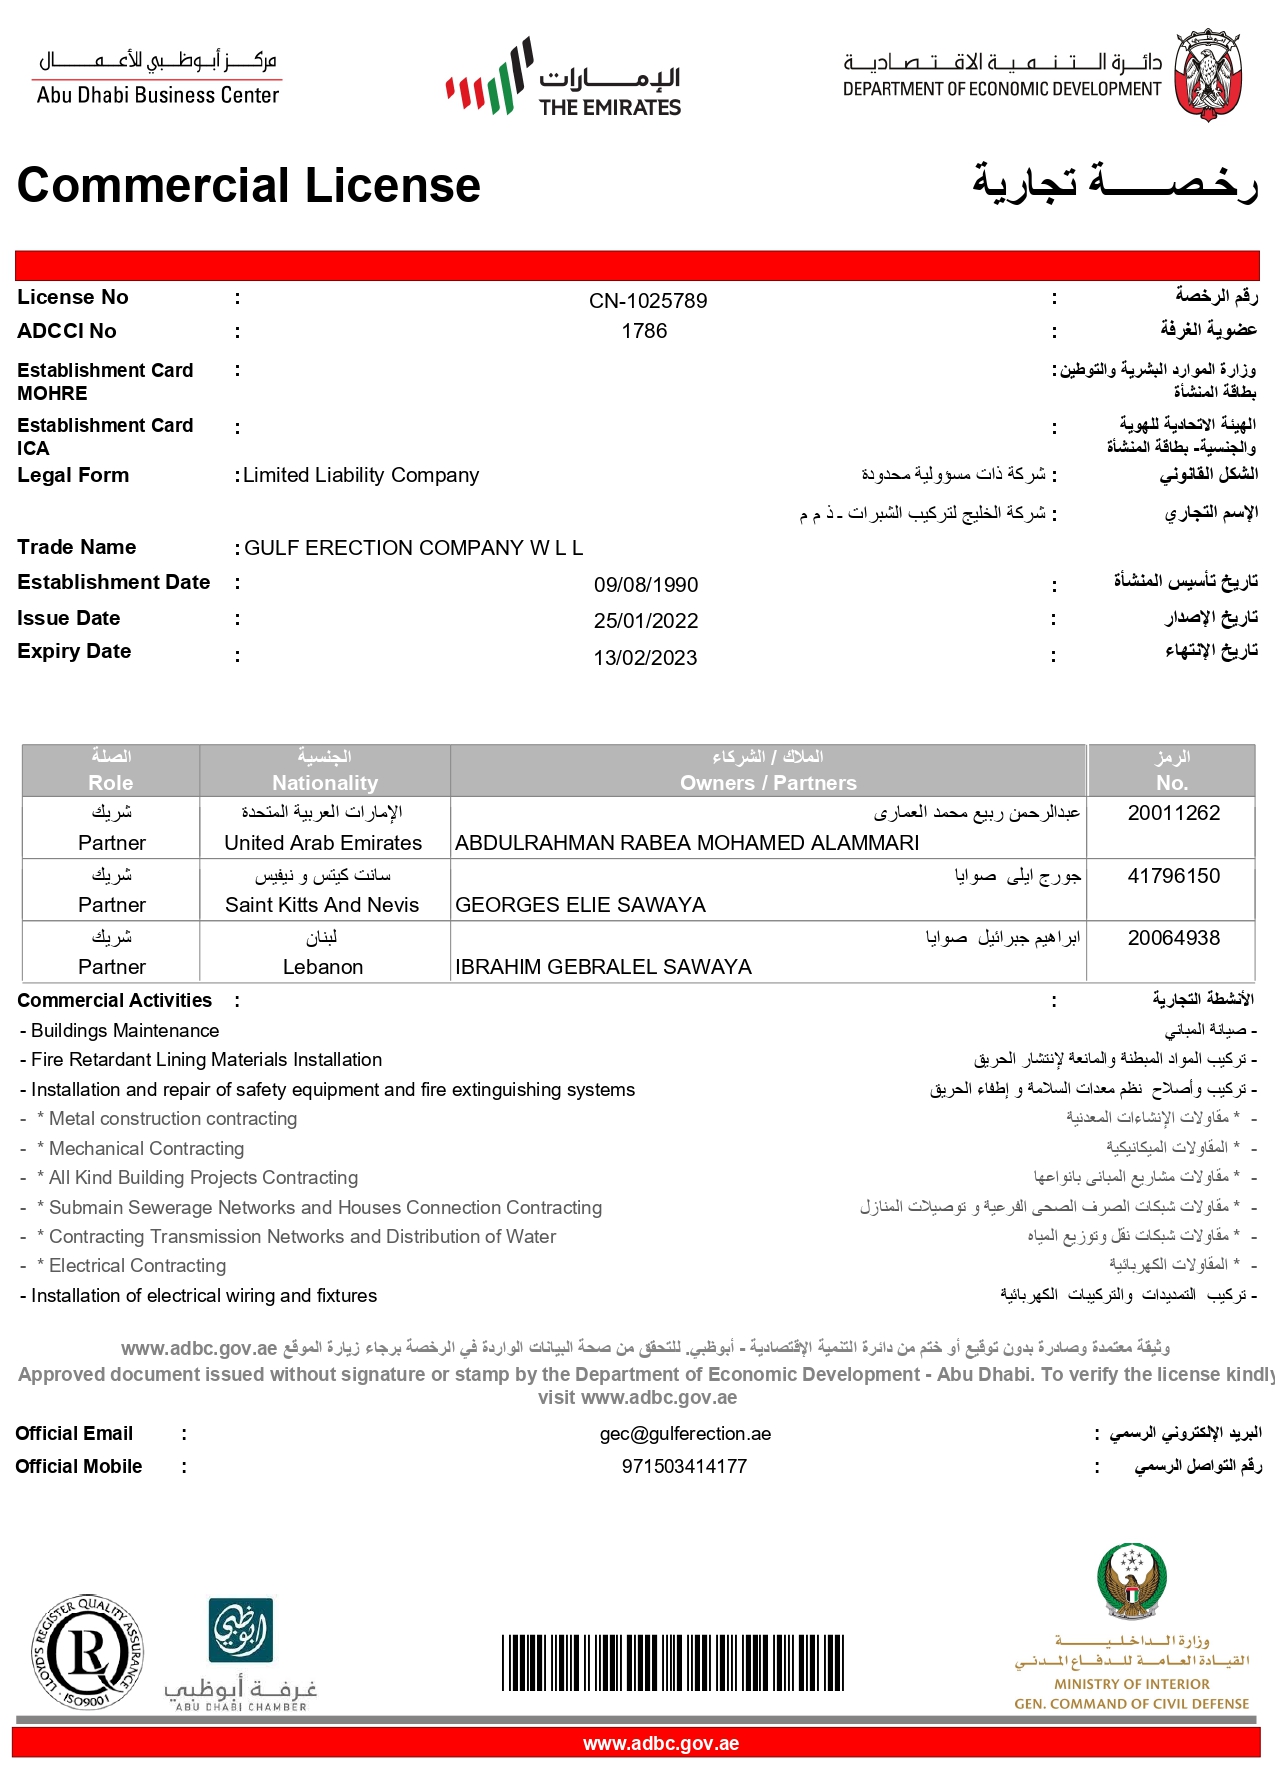 مركز أبوظبي للأعمال
Abu Dhabi Business Center
الإمارات
THE EMIRATES
دائرة التنمية الاقتصادية
DEPARTMENT OF ECONOMIC DEVELOPMENT
Commercial License رخصة تجارية
License No : CN-1025789 : رقم الرخصة
ADCCI No : 1786 : عضوية الغرفة
Establishment Card : : وزارة الموارد البشرية والتوطين
MOHRE بطاقة المنشأة
Establishment Card : : الهيئة الاتحادية للهوية
ICA والجنسية- بطاقة المنشأة
Legal Form : Limited Liability Company شركة ذات مسؤولية محدودة : الشكل القانوني
شركة الخليج لتركيب الشبرات - ذ م م : الإسم التجاري
Trade Name : GULF ERECTION COMPANY W L L
Establishment Date : 09/08/1990 : تاريخ تأسيس المنشأة
Issue Date : 25/01/2022 : تاريخ الإصدار
Expiry Date : 13/02/2023 : تاريخ الإنتهاء
الصلة الجنسية الملاك / الشركاء الرمز
Role Nationality Owners / Partners No.
شريك الإمارات العربية المتحدة عبدالرحمن ربيع محمد العمارى 20011262
Partner United Arab Emirates ABDULRAHMAN RABEA MOHAMED ALAMMARI
شريك سانت كيتس و نيفيس جورج ايلى صوايا 41796150
Partner Saint Kitts And Nevis GEORGES ELIE SAWAYA
شريك لبنان ابراهيم جبرائيل صوايا 20064938
Partner Lebanon IBRAHIM GEBRALEL SAWAYA
Commercial Activities : : الأنشطة التجارية
- Buildings Maintenance - صيانة المباني
- Fire Retardant Lining Materials Installation - تركيب المواد المبطنة والمانعة لإنتشار الحريق
- Installation and repair of safety equipment and fire extinguishing systems - تركيب وأصلاح نظم معدات السلامة و إطفاء الحريق
- * Metal construction contracting - * مقاولات الإنشاءات المعدنية
- * Mechanical Contracting - * المقاولات الميكانيكية
- * All Kind Building Projects Contracting - * مقاولات مشاريع المبانى بانواعها
- * Submain Sewerage Networks and Houses Connection Contracting - * مقاولات شبكات الصرف الصحى الفرعية و توصيلات المنازل
- * Contracting Transmission Networks and Distribution of Water - * مقاولات شبكات نقل وتوزيع المياه
- * Electrical Contracting - * المقاولات الكهربائية
- Installation of electrical wiring and fixtures - تركيب التمديدات والتركيبات الكهربائية
وثيقة معتمدة وصادرة بدون توقيع أو ختم من دائرة التنمية الإقتصادية - أبوظبي. للتحقق من صحة البيانات الواردة في الرخصة برجاء زيارة الموقع www.adbc.gov.ae
Approved document issued without signature or stamp by the Department of Economic Development - Abu Dhabi. To verify the license kindly
visit www.adbc.gov.ae
Official Email : gec@gulferection.ae : البريد الإلكتروني الرسمي
Official Mobile : 971503414177 : رقم التواصل الرسمي
LLOYD'S REGISTER QUALITY ASSURANCE
ISO9001
أبوظبي
غرفة أبوظبي
ABU DHABI CHAMBER
وزارة الداخلية
القيادة العامة للدفاع المدني
MINISTRY OF INTERIOR
GEN. COMMAND OF CIVIL DEFENSE
www.adbc.gov.ae